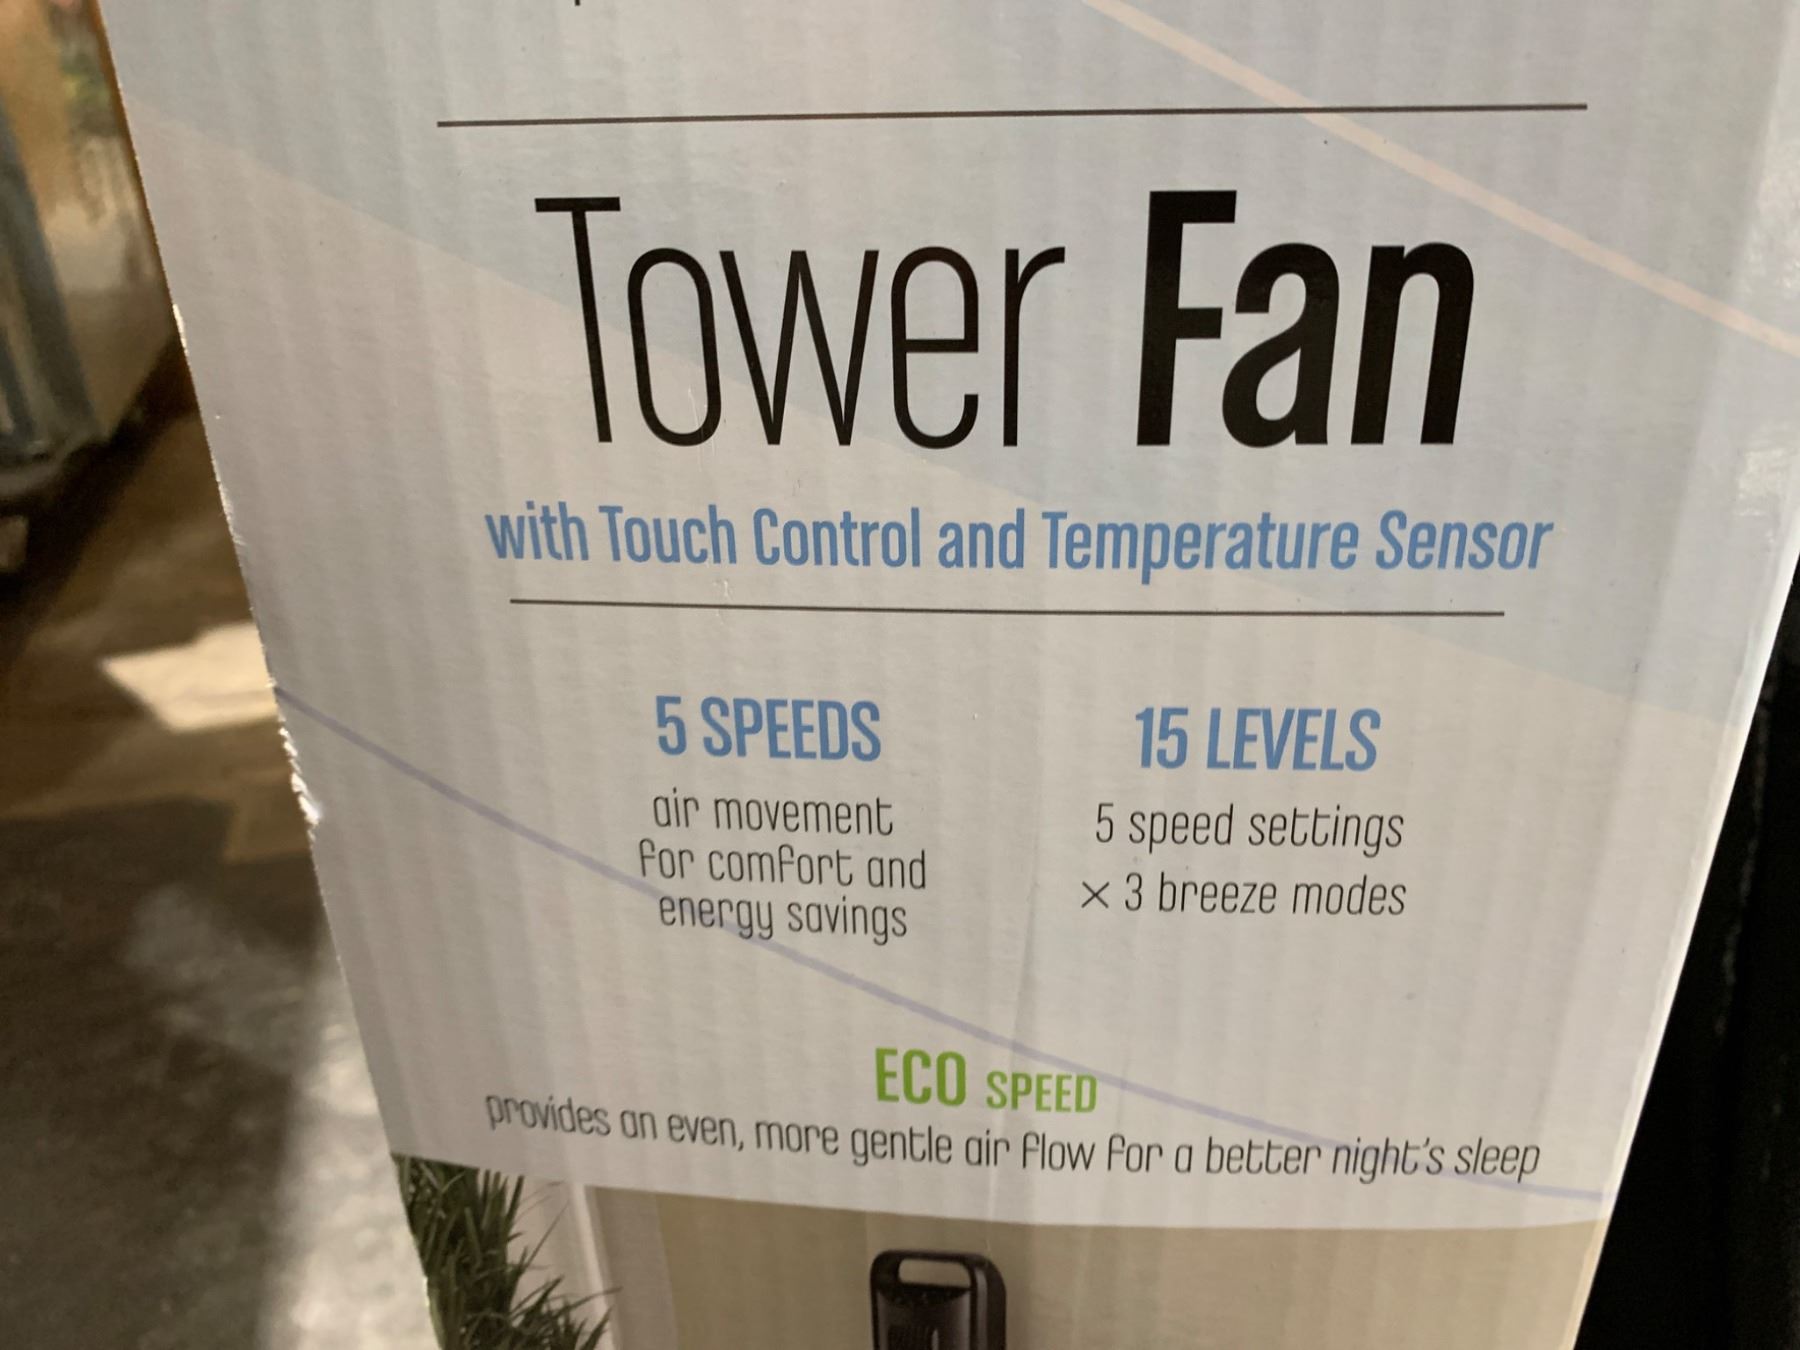 Tower Fan
with Touch Control and Temperature Sensor
5 SPEEDS
air movement
for comfort and
energy savings
15 LEVELS
5 speed settings
× 3 breeze modes
ECO SPEED
provides an even, more gentle air flow for a better night's sleep